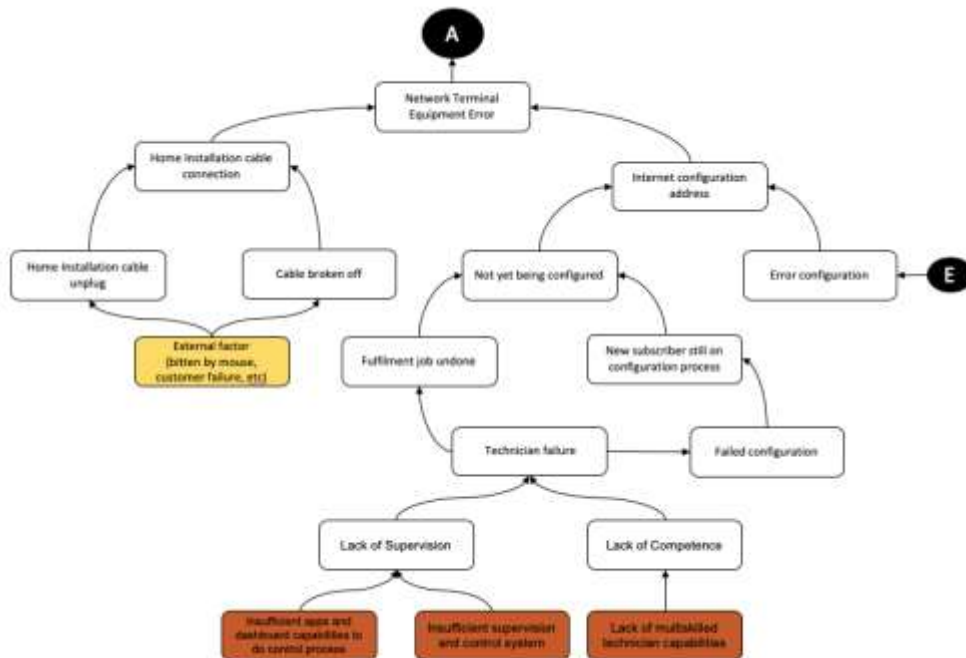 A
Network Terminal
Equipment Error
Home Installation cable
connection
Internet configuration
address
Home Installation cable
unplug
Cable broken off
Not yet being configured
Error configuration
E
External factor
(bitten by mouse,
customer failure, etc)
Fulfilment job undone
New subscriber still on
configuration process
Technician failure
Failed configuration
Lack of Supervision
Lack of Competence
Insufficient apps and
dashboard capabilities to
do control process
Insufficient supervision
and control system
Lack of multiskilled
technician capabilities